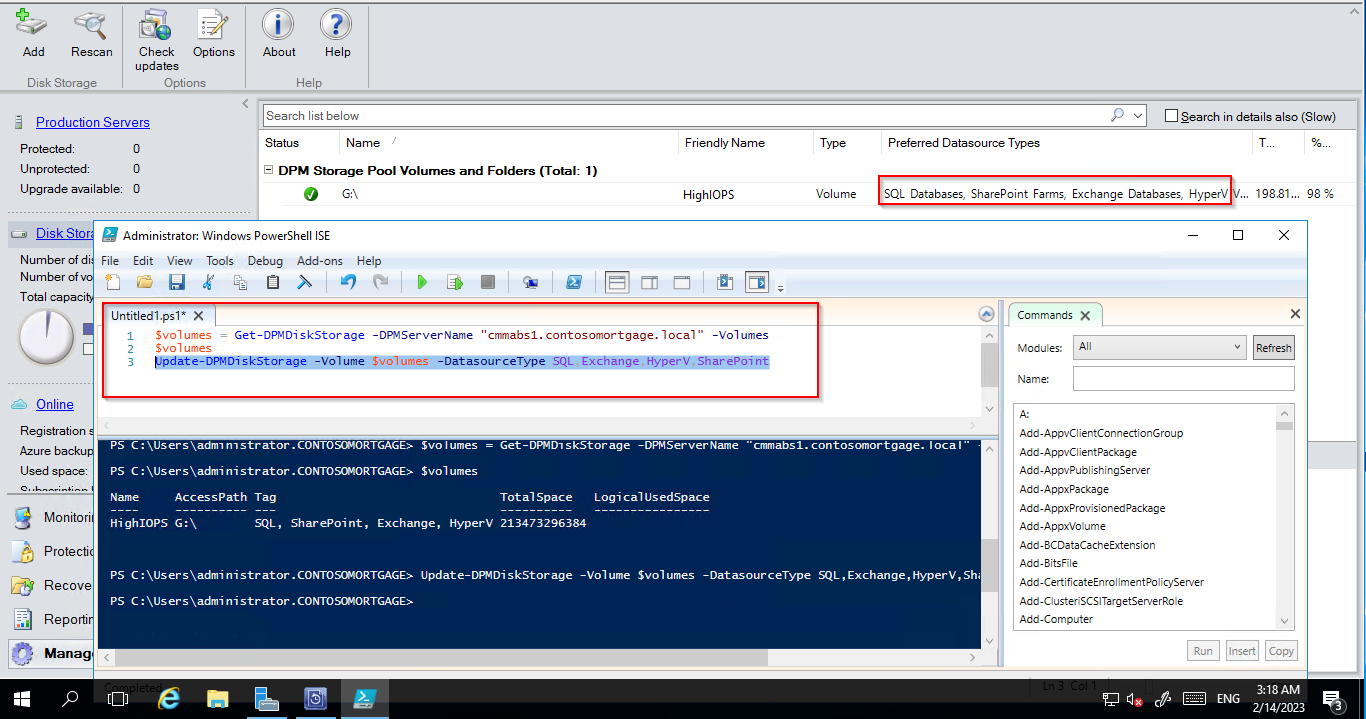 Add
Rescan
Check updates
Options
About
Help
Disk Storage
Options
Help
Production Servers
Protected: 0
Unprotected: 0
Upgrade available: 0
Disk Stora
Number of dis
Number of vo
Total capacity
Online
Registration s
Azure backup
Used space:
Monitorin
Protectio
Recove
Reportin
Manag
Search list below
Search in details also (Slow)
Status Name / Friendly Name Type Preferred Datasource Types T... %...
DPM Storage Pool Volumes and Folders (Total: 1)
G:\ HighIOPS Volume SQL Databases, SharePoint Farms, Exchange Databases, HyperV V... 198.81... 98 %
Administrator: Windows PowerShell ISE
File Edit View Tools Debug Add-ons Help
Untitled1.ps1*
1 $volumes = Get-DPMDiskStorage -DPMServerName "cmmabs1.contosomortgage.local" -Volumes
2 $volumes
3 Update-DPMDiskStorage -Volume $volumes -DatasourceType SQL,Exchange,HyperV,SharePoint
PS C:\Users\administrator.CONTOSOMORTGAGE> $volumes = Get-DPMDiskStorage -DPMServerName "cmmabs1.contosomortgage.local" -
PS C:\Users\administrator.CONTOSOMORTGAGE> $volumes
Name AccessPath Tag TotalSpace LogicalUsedSpace
---- ---------- --- ---------- ----------------
HighIOPS G:\ SQL, SharePoint, Exchange, HyperV 213473296384
PS C:\Users\administrator.CONTOSOMORTGAGE> Update-DPMDiskStorage -Volume $volumes -DatasourceType SQL,Exchange,HyperV,Sha
PS C:\Users\administrator.CONTOSOMORTGAGE>
Commands
Modules: All Refresh
Name:
A:
Add-AppvClientConnectionGroup
Add-AppvClientPackage
Add-AppvPublishingServer
Add-AppxPackage
Add-AppxProvisionedPackage
Add-AppxVolume
Add-BCDataCacheExtension
Add-BitsFile
Add-CertificateEnrollmentPolicyServer
Add-ClusteriSCSITargetServerRole
Add-Computer
Run Insert Copy
Completed
Ln 3 Col 1
ENG
3:18 AM
2/14/2023
3